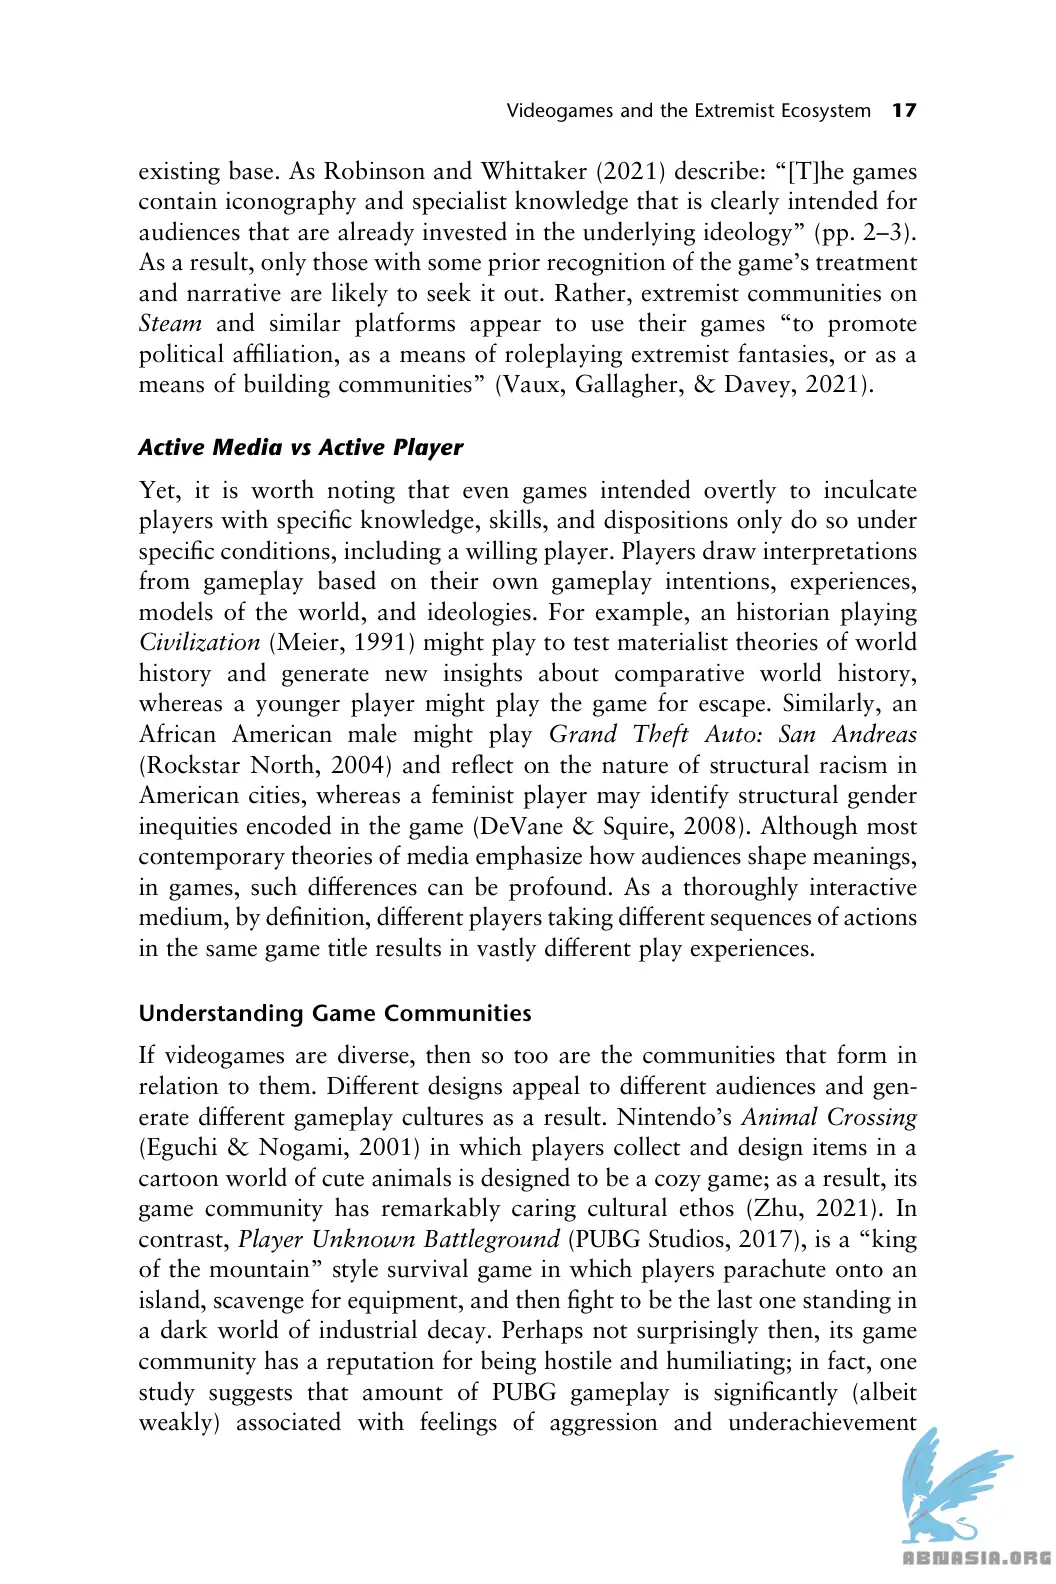 Videogames and the Extremist Ecosystem 17
existing base. As Robinson and Whittaker (2021) describe: “[T]he games
contain iconography and specialist knowledge that is clearly intended for
audiences that are already invested in the underlying ideology” (pp. 2–3).
As a result, only those with some prior recognition of the game’s treatment
and narrative are likely to seek it out. Rather, extremist communities on
Steam and similar platforms appear to use their games “to promote
political affiliation, as a means of roleplaying extremist fantasies, or as a
means of building communities” (Vaux, Gallagher, & Davey, 2021).
Active Media vs Active Player
Yet, it is worth noting that even games intended overtly to inculcate
players with specific knowledge, skills, and dispositions only do so under
specific conditions, including a willing player. Players draw interpretations
from gameplay based on their own gameplay intentions, experiences,
models of the world, and ideologies. For example, an historian playing
Civilization (Meier, 1991) might play to test materialist theories of world
history and generate new insights about comparative world history,
whereas a younger player might play the game for escape. Similarly, an
African American male might play Grand Theft Auto: San Andreas
(Rockstar North, 2004) and reflect on the nature of structural racism in
American cities, whereas a feminist player may identify structural gender
inequities encoded in the game (DeVane & Squire, 2008). Although most
contemporary theories of media emphasize how audiences shape meanings,
in games, such differences can be profound. As a thoroughly interactive
medium, by definition, different players taking different sequences of actions
in the same game title results in vastly different play experiences.
Understanding Game Communities
If videogames are diverse, then so too are the communities that form in
relation to them. Different designs appeal to different audiences and gen-
erate different gameplay cultures as a result. Nintendo’s Animal Crossing
(Eguchi & Nogami, 2001) in which players collect and design items in a
cartoon world of cute animals is designed to be a cozy game; as a result, its
game community has remarkably caring cultural ethos (Zhu, 2021). In
contrast, Player Unknown Battleground (PUBG Studios, 2017), is a “king
of the mountain” style survival game in which players parachute onto an
island, scavenge for equipment, and then fight to be the last one standing in
a dark world of industrial decay. Perhaps not surprisingly then, its game
community has a reputation for being hostile and humiliating; in fact, one
study suggests that amount of PUBG gameplay is significantly (albeit
weakly) associated with feelings of aggression and underachievement
ABNASIA.ORG